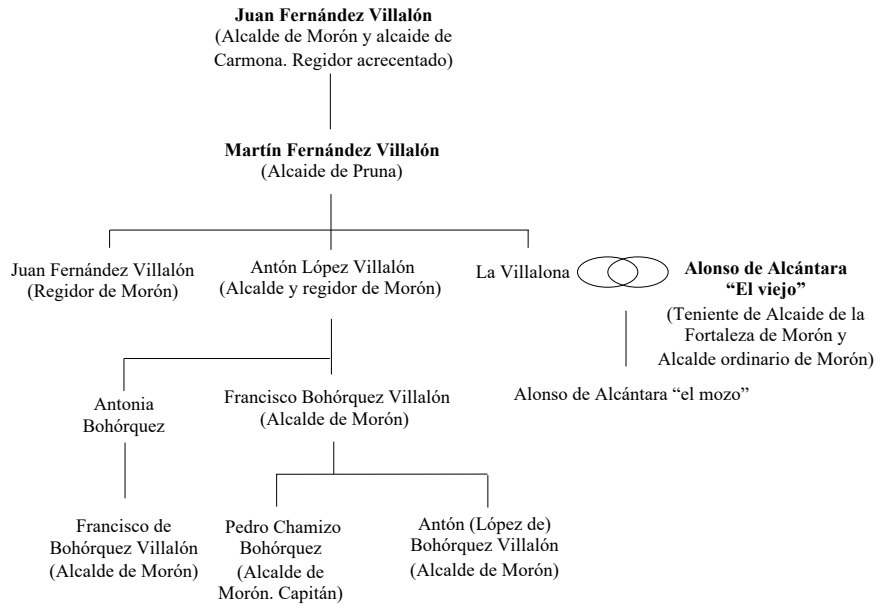 Juan Fernández Villalón
(Alcalde de Morón y alcaide de
Carmona. Regidor acrecentado)
Martín Fernández Villalón
(Alcaide de Pruna)
Juan Fernández Villalón
(Regidor de Morón)
Antón López Villalón
(Alcalde y regidor de Morón)
La Villalona
Alonso de Alcántara
“El viejo”
(Teniente de Alcaide de la
Fortaleza de Morón y
Alcalde ordinario de Morón)
Antonia
Bohórquez
Francisco Bohórquez Villalón
(Alcalde de Morón)
Alonso de Alcántara “el mozo”
Francisco de
Bohórquez Villalón
(Alcalde de Morón)
Pedro Chamizo
Bohórquez
(Alcalde de
Morón. Capitán)
Antón (López de)
Bohórquez Villalón
(Alcalde de Morón)